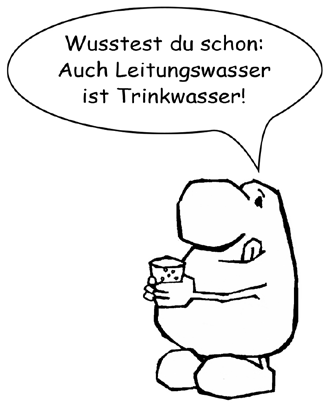 Wusstest du schon:
Auch Leitungswasser
ist Trinkwasser!